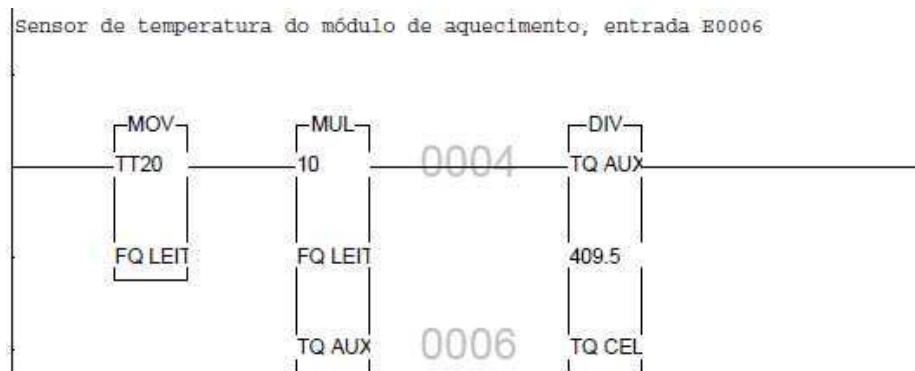 Sensor de temperatura do módulo de aquecimento, entrada E0006
MOV MUL DIV
TT20 10 0004 TQ AUX
FQ LEIT FQ LEIT 409.5
TQ AUX 0006 TQ CEL